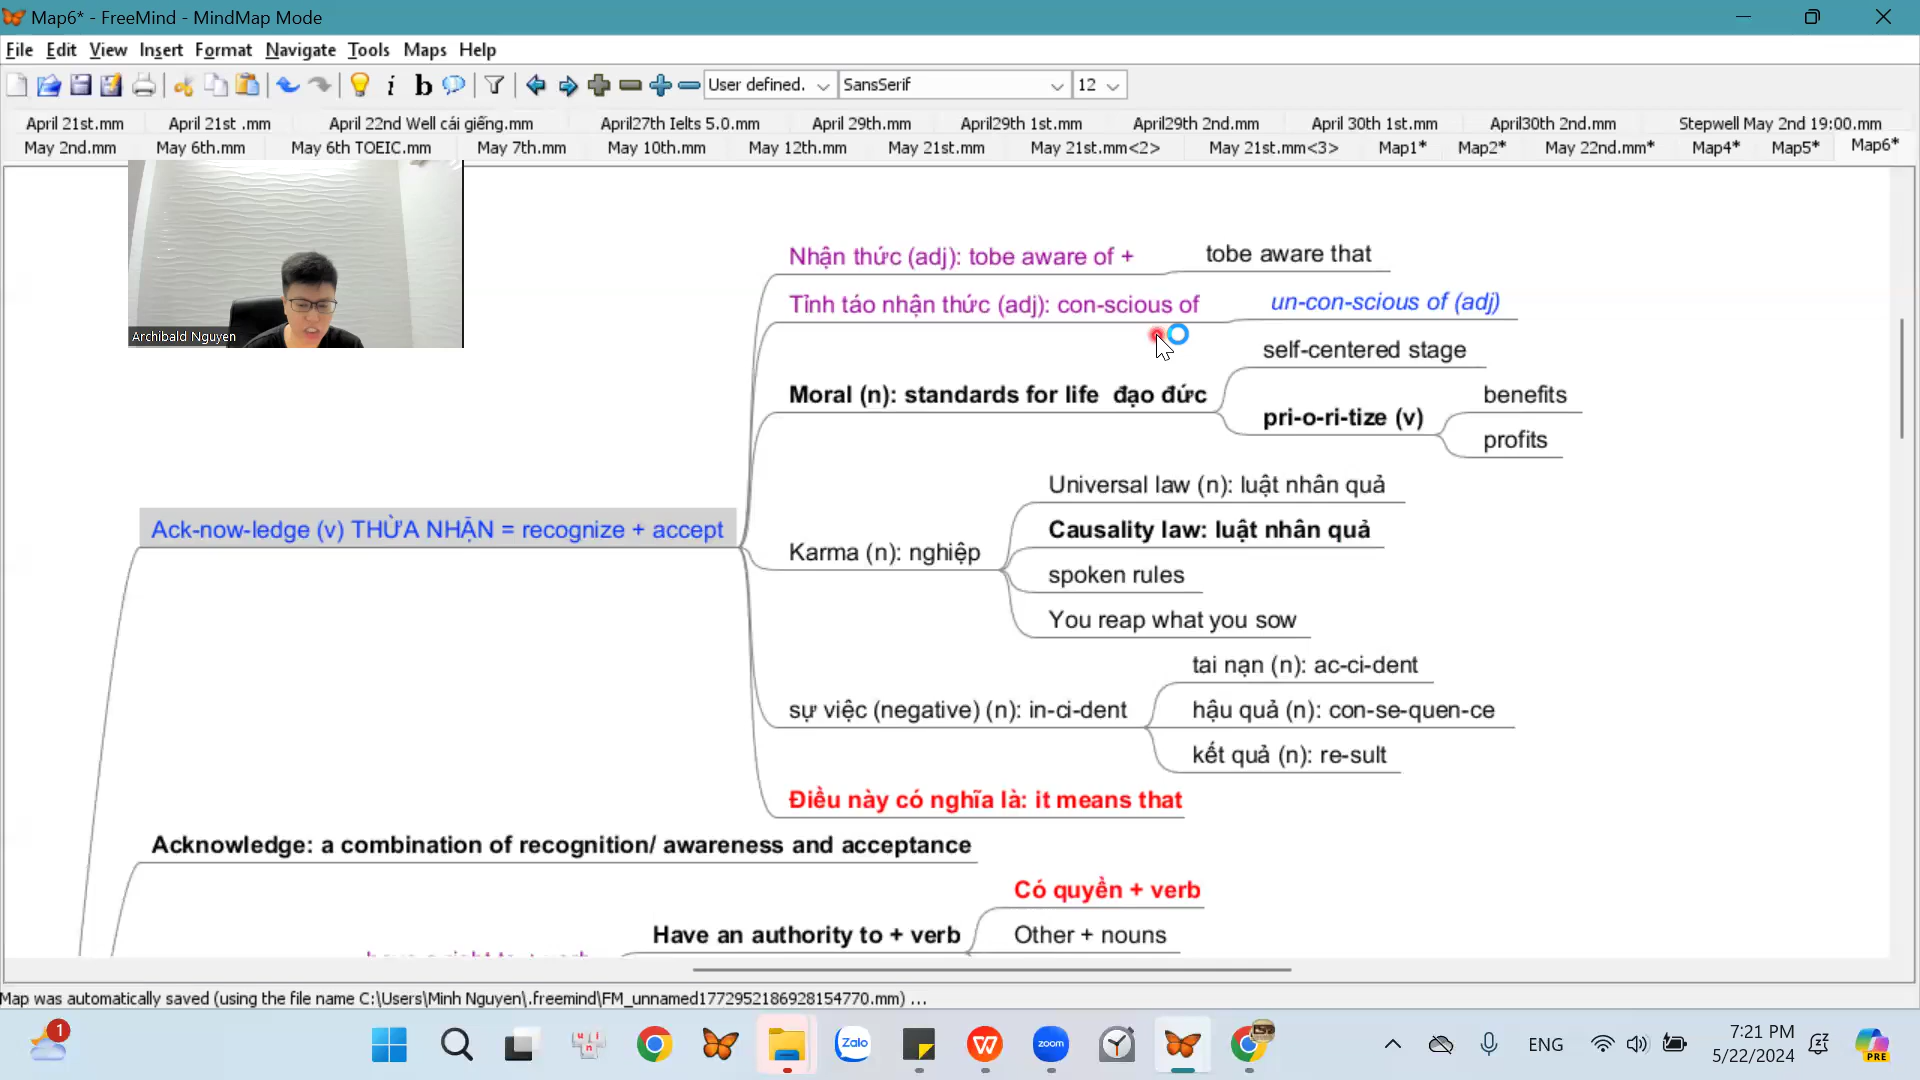 Map6* - FreeMind - MindMap Mode
File Edit View Insert Format Navigate Tools Maps Help
User defined. SansSerif 12
April 21st.mm April 21st .mm April 22nd Well cái giếng.mm April27th Ielts 5.0.mm April 29th.mm April29th 1st.mm April29th 2nd.mm April 30th 1st.mm April30th 2nd.mm Stepwell May 2nd 19:00.mm
May 2nd.mm May 6th.mm May 6th TOEIC.mm May 7th.mm May 10th.mm May 12th.mm May 21st.mm May 21st.mm<2> May 21st.mm<3> Map1* Map2* May 22nd.mm* Map4* Map5* Map6*
Archibald Nguyen
Nhận thức (adj): tobe aware of +
tobe aware that
Tỉnh táo nhận thức (adj): con-scious of
un-con-scious of (adj)
Moral (n): standards for life đạo đức
self-centered stage
pri-o-ri-tize (v)
benefits
profits
Ack-now-ledge (v) THỪA NHẬN = recognize + accept
Karma (n): nghiệp
Universal law (n): luật nhân quả
Causality law: luật nhân quả
spoken rules
You reap what you sow
sự việc (negative) (n): in-ci-dent
tai nạn (n): ac-ci-dent
hậu quả (n): con-se-quen-ce
kết quả (n): re-sult
Điều này có nghĩa là: it means that
Acknowledge: a combination of recognition/ awareness and acceptance
Have an authority to + verb
Có quyền + verb
Other + nouns
Map was automatically saved (using the file name C:\Users\Minh Nguyen\.freemind\FM_unnamed1772952186928154770.mm) ...
1
Zalo
zoom
ENG
7:21 PM
5/22/2024
PRE